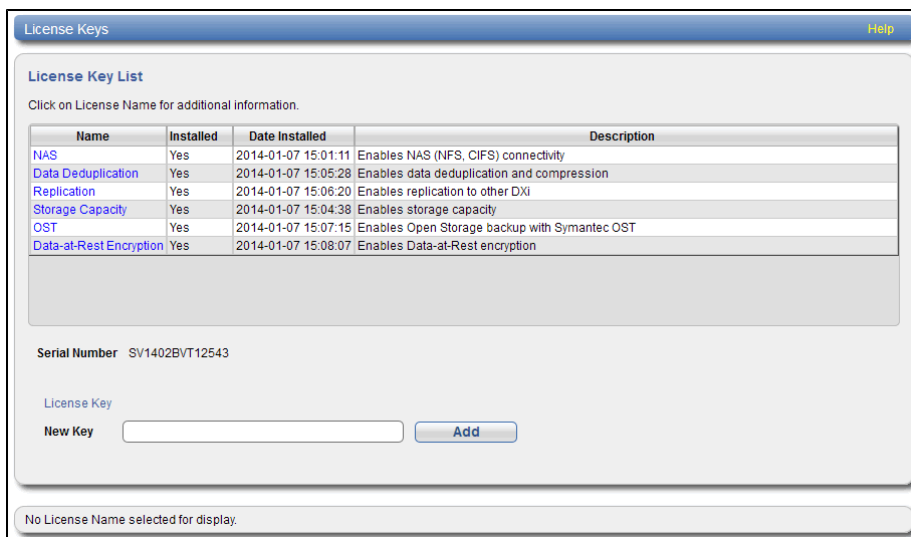 License Keys Help
License Key List
Click on License Name for additional information.
Name Installed Date Installed Description
NAS Yes 2014-01-07 15:01:11 Enables NAS (NFS, CIFS) connectivity
Data Deduplication Yes 2014-01-07 15:05:28 Enables data deduplication and compression
Replication Yes 2014-01-07 15:06:20 Enables replication to other DXi
Storage Capacity Yes 2014-01-07 15:04:38 Enables storage capacity
OST Yes 2014-01-07 15:07:15 Enables Open Storage backup with Symantec OST
Data-at-Rest Encryption Yes 2014-01-07 15:08:07 Enables Data-at-Rest encryption
Serial Number SV1402BVT12543
License Key
New Key Add
No License Name selected for display.